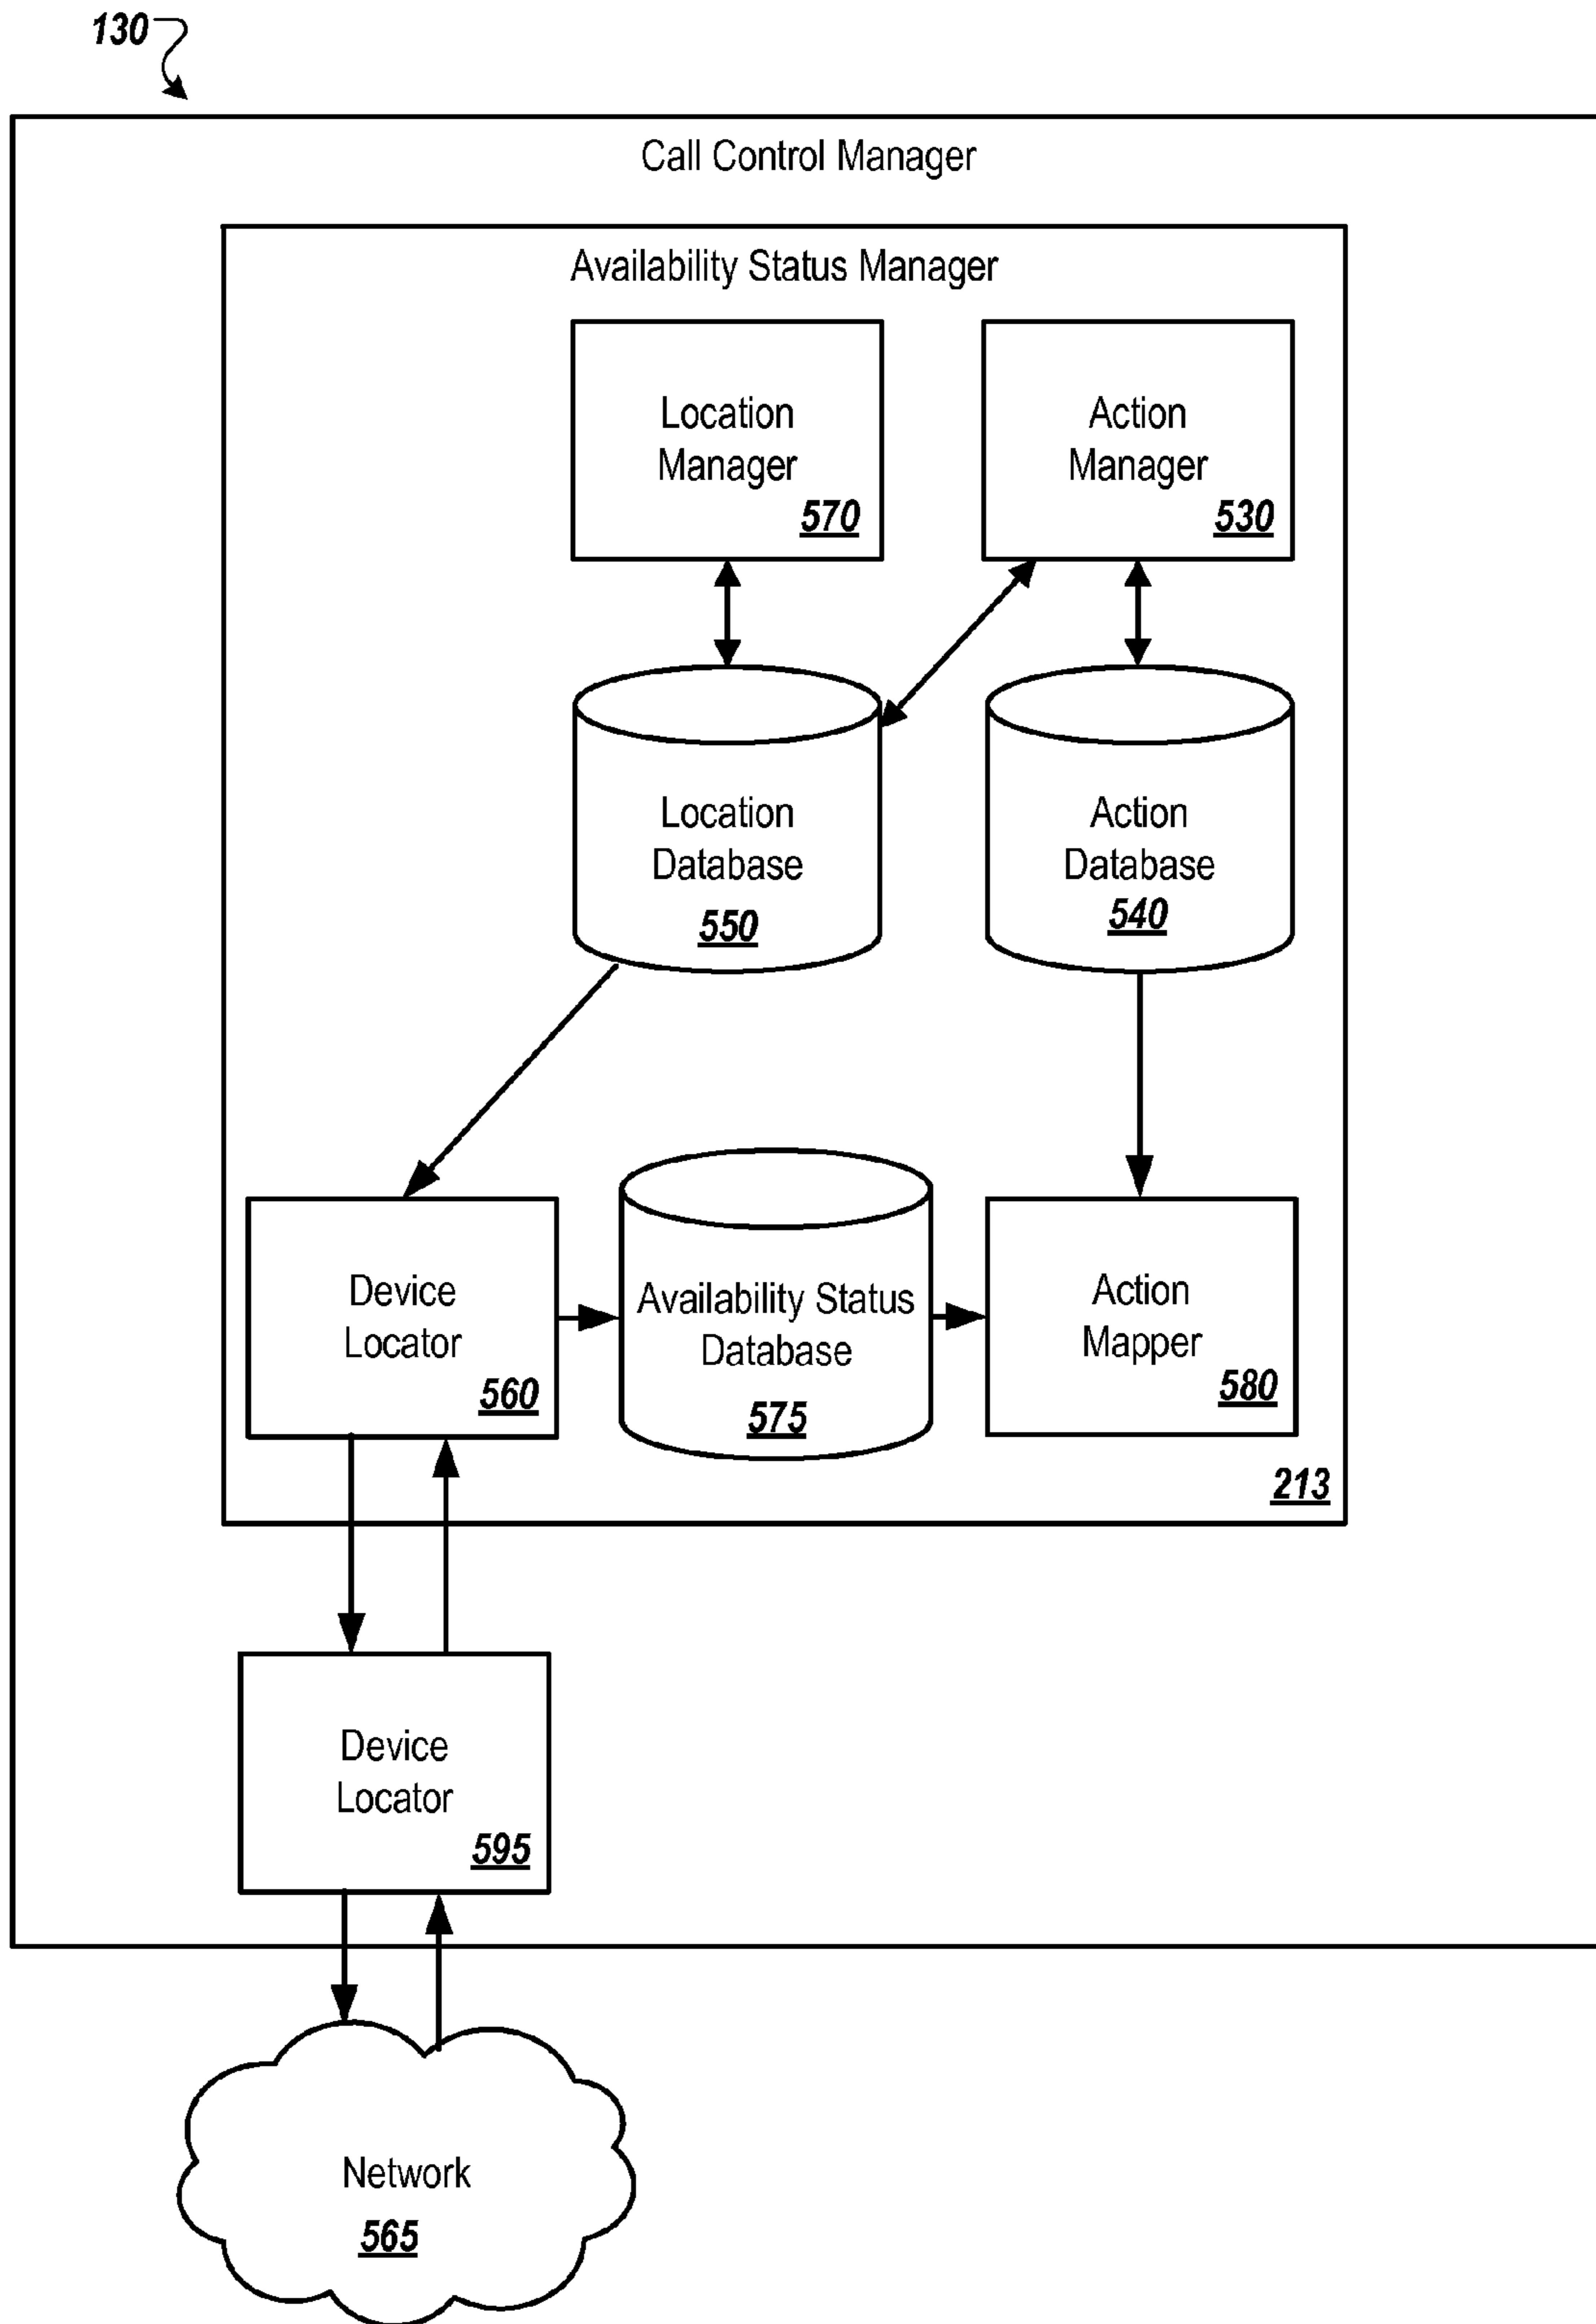 130
Call Control Manager
Availability Status Manager
Location
Manager
570
Action
Manager
530
Location
Database
550
Action
Database
540
Device
Locator
560
Availability Status
Database
575
Action
Mapper
580
213
Device
Locator
595
Network
565